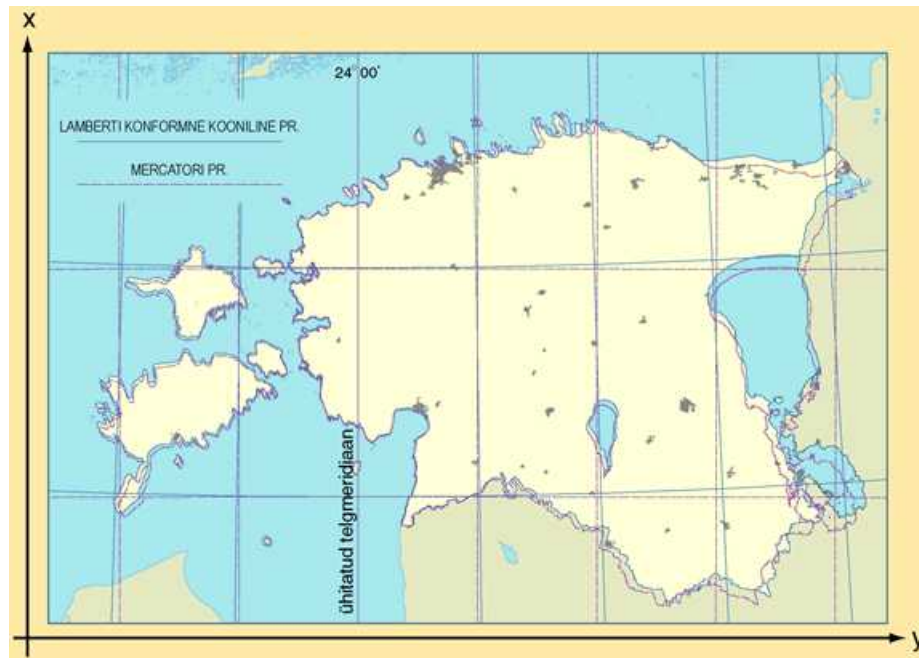 x
24°00'
LAMBERTI KONFORMNE KOONILINE PR.
MERCATORI PR.
ühitatud telgmeridiaan
y